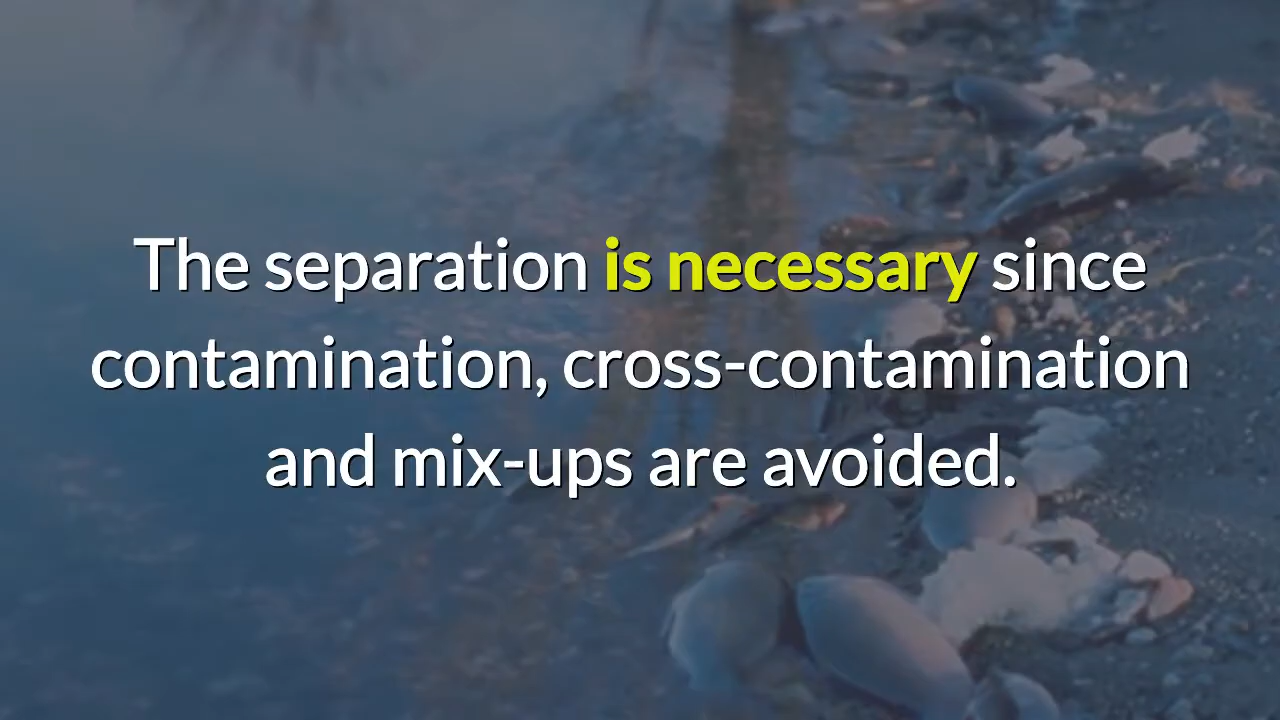 The separation is necessary since
contamination, cross-contamination
and mix-ups are avoided.